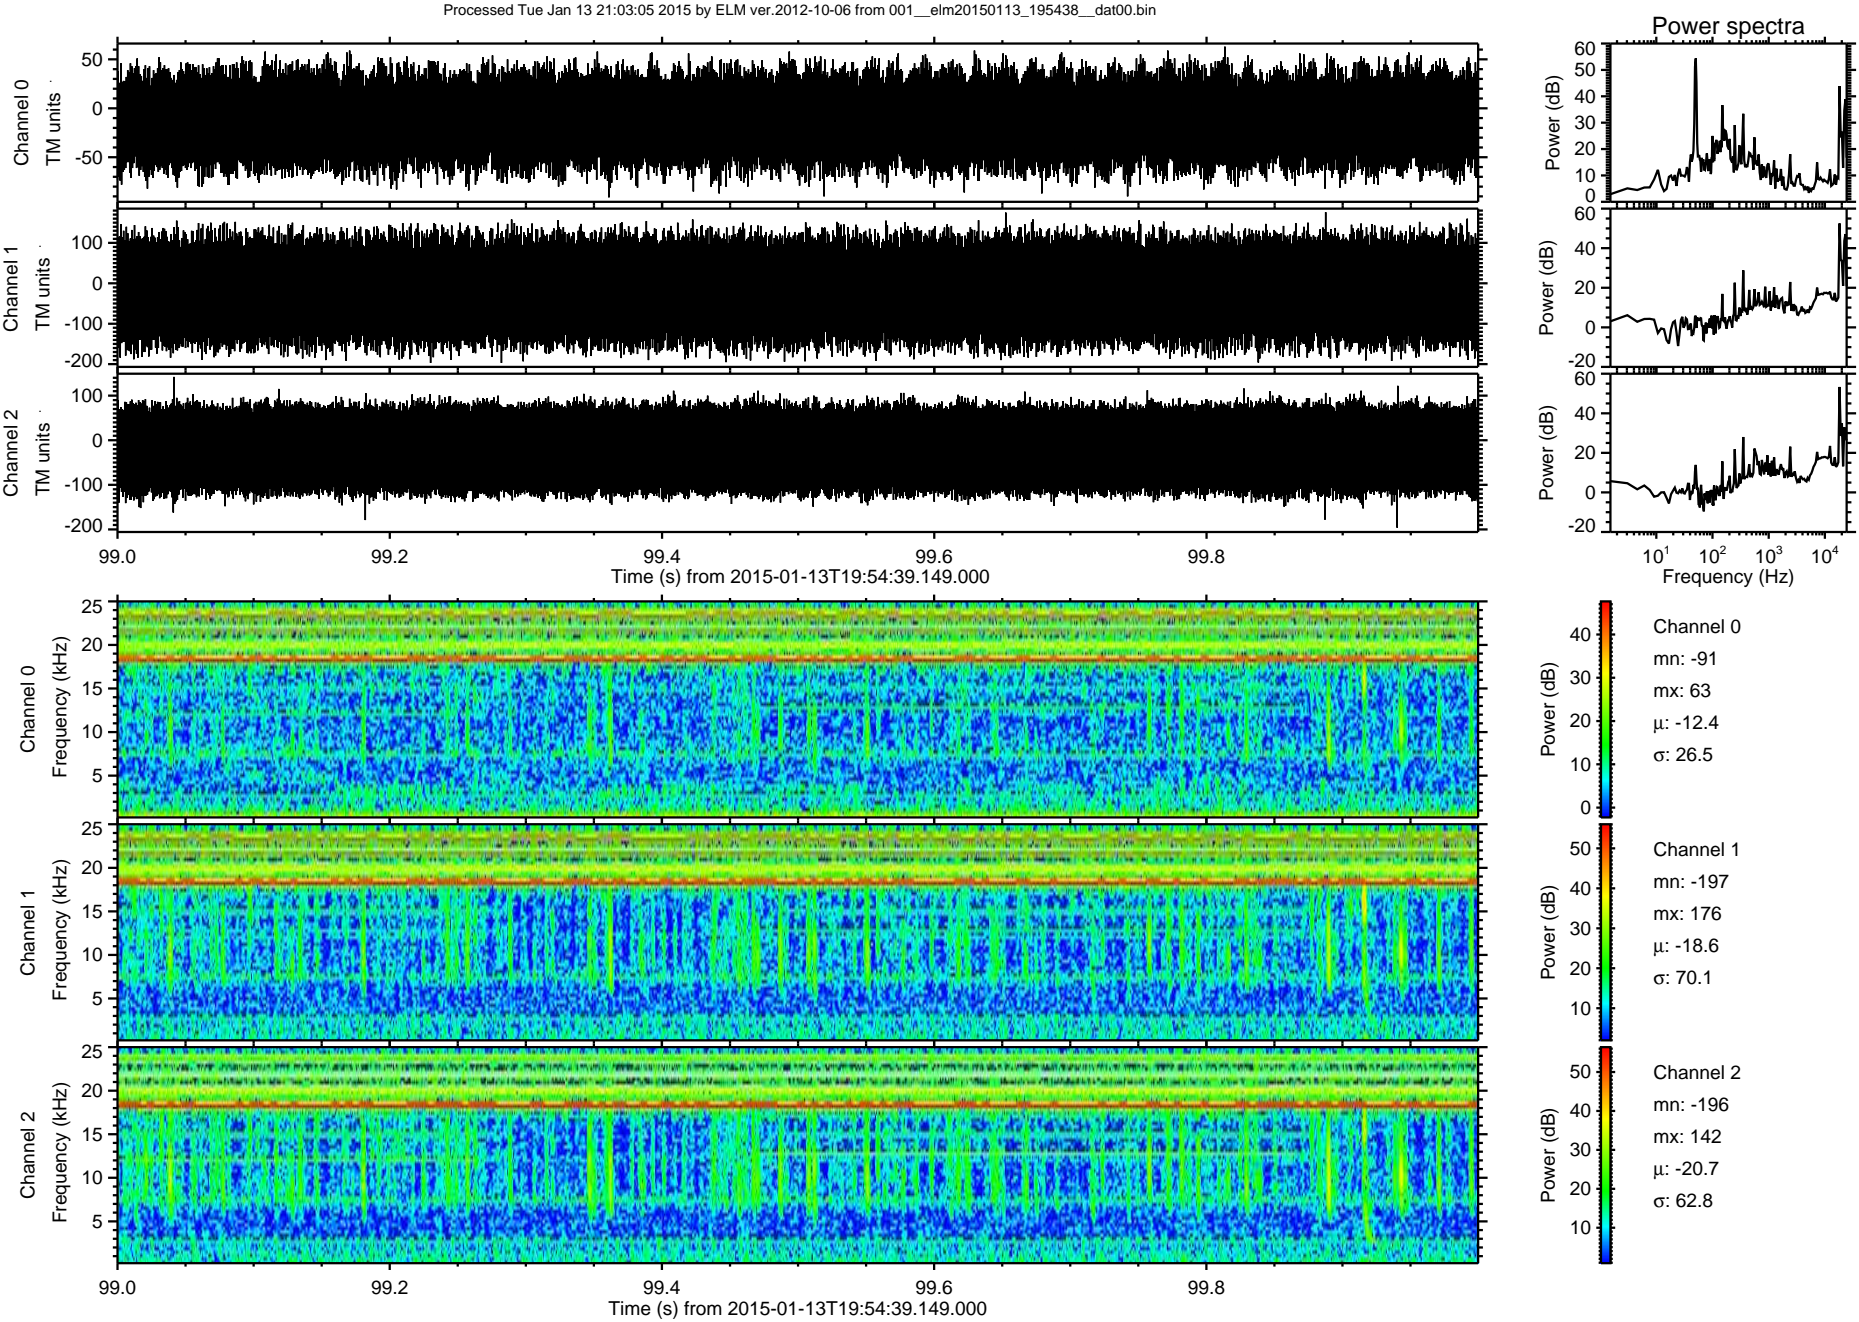 Processed Tue Jan 13 21:03:05 2015 by ELM ver.2012-10-06 from 001__elm20150113_195438__dat00.bin
Power spectra
Channel 0
TM units
50
0
-50
Power (dB)
60
50
40
30
20
10
0
Channel 1
TM units
100
0
-100
-200
Power (dB)
60
40
20
0
-20
Channel 2
TM units
100
0
-100
-200
Power (dB)
60
40
20
0
-20
99.0 99.2 99.4 99.6 99.8
Time (s) from 2015-01-13T19:54:39.149.000
10^1 10^2 10^3 10^4
Frequency (Hz)
Channel 0
Frequency (kHz)
25
20
15
10
5
Power (dB)
40
30
20
10
0
Channel 0
mn: -91
mx: 63
μ: -12.4
σ: 26.5
Channel 1
Frequency (kHz)
25
20
15
10
5
Power (dB)
50
40
30
20
10
Channel 1
mn: -197
mx: 176
μ: -18.6
σ: 70.1
Channel 2
Frequency (kHz)
25
20
15
10
5
Power (dB)
50
40
30
20
10
Channel 2
mn: -196
mx: 142
μ: -20.7
σ: 62.8
99.0 99.2 99.4 99.6 99.8
Time (s) from 2015-01-13T19:54:39.149.000